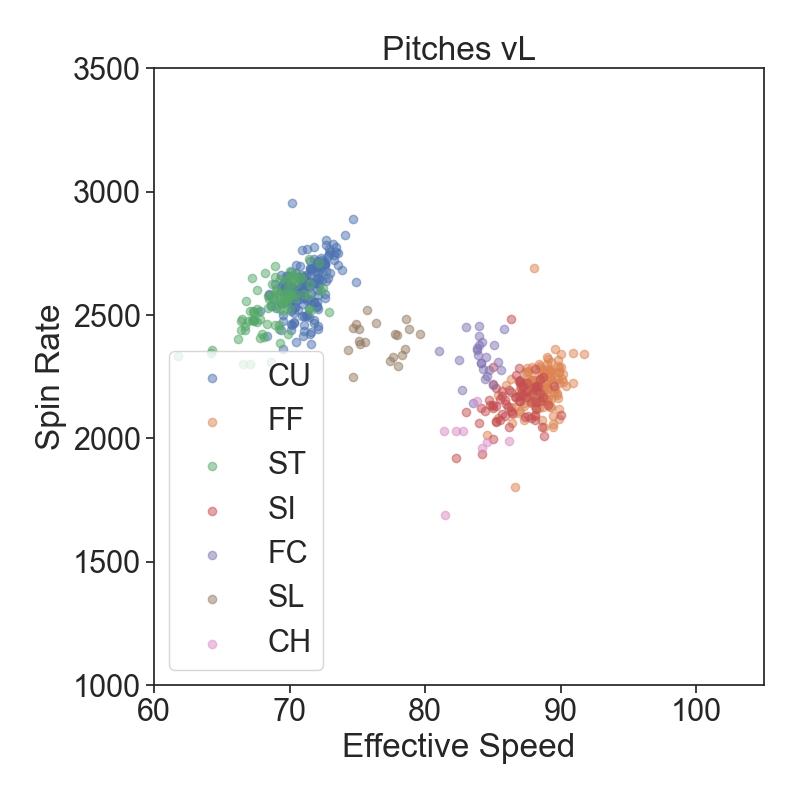 Pitches vL
3500
3000
2500
2000
1500
1000
Spin Rate
CU
FF
ST
SI
FC
SL
CH
60 70 80 90 100
Effective Speed